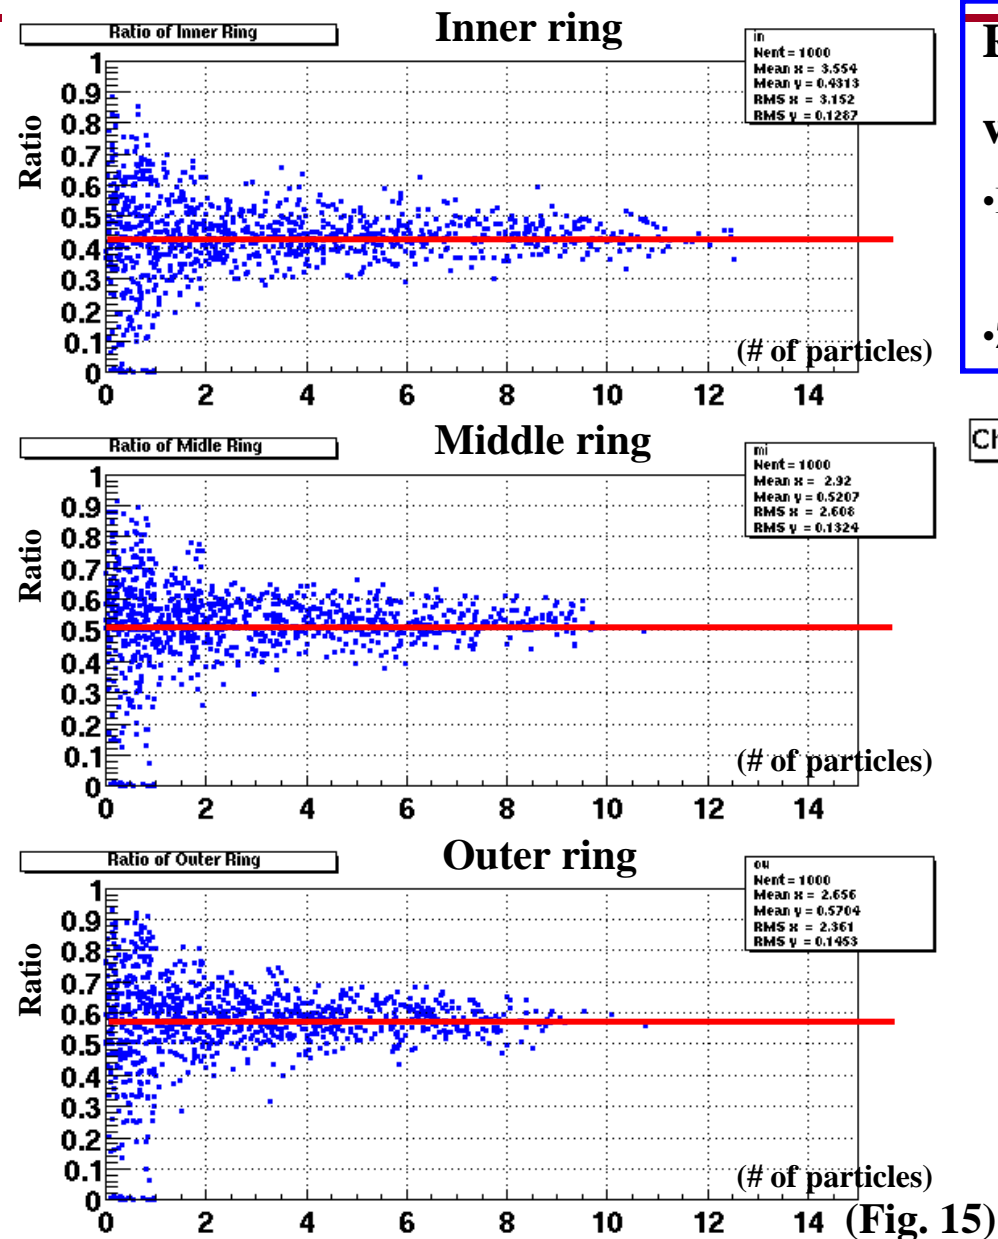 Inner ring
Ratio of Inner Ring
in
Nent = 1000
Mean x = 3.554
Mean y = 0.4313
RMS x = 3.152
RMS y = 0.1287
Ratio
1
0.9
0.8
0.7
0.6
0.5
0.4
0.3
0.2
0.1
0
(# of particles)
0 2 4 6 8 10 12 14
Middle ring
Ratio of Midle Ring
mi
Nent = 1000
Mean x = 2.92
Mean y = 0.5207
RMS x = 2.608
RMS y = 0.1324
Ratio
1
0.9
0.8
0.7
0.6
0.5
0.4
0.3
0.2
0.1
0
(# of particles)
0 2 4 6 8 10 12 14
Outer ring
Ratio of Outer Ring
ou
Nent = 1000
Mean x = 2.656
Mean y = 0.5704
RMS x = 2.361
RMS y = 0.1453
Ratio
1
0.9
0.8
0.7
0.6
0.5
0.4
0.3
0.2
0.1
0
(# of particles)
0 2 4 6 8 10 12 14
(Fig. 15)
Ch